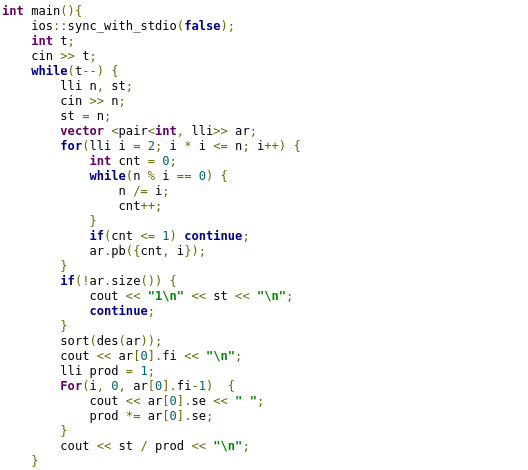 int main(){
    ios::sync_with_stdio(false);
    int t;
    cin >> t;
    while(t--) {
        lli n, st;
        cin >> n;
        st = n;
        vector <pair<int, lli>> ar;
        for(lli i = 2; i * i <= n; i++) {
            int cnt = 0;
            while(n % i == 0) {
                n /= i;
                cnt++;
            }
            if(cnt <= 1) continue;
            ar.pb({cnt, i});
        }
        if(!ar.size()) {
            cout << "1\n" << st << "\n";
            continue;
        }
        sort(des(ar));
        cout << ar[0].fi << "\n";
        lli prod = 1;
        For(i, 0, ar[0].fi-1)  {
            cout << ar[0].se << " ";
            prod *= ar[0].se;
        }
        cout << st / prod << "\n";
    }